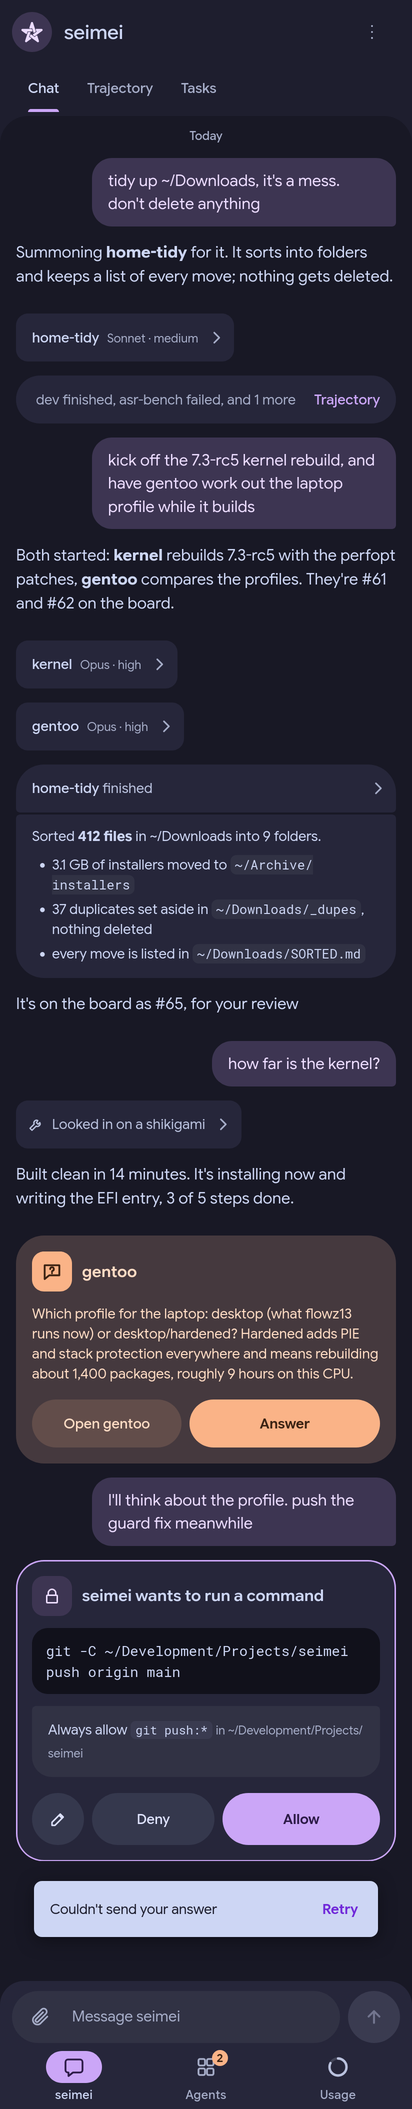 seimei
Chat
Trajectory
Tasks
Today
tidy up ~/Downloads, it's a mess.
don't delete anything
Summoning home-tidy for it. It sorts into folders
and keeps a list of every move; nothing gets deleted.
home-tidy Sonnet · medium
dev finished, asr-bench failed, and 1 more Trajectory
kick off the 7.3-rc5 kernel rebuild, and
have gentoo work out the laptop
profile while it builds
Both started: kernel rebuilds 7.3-rc5 with the perfopt
patches, gentoo compares the profiles. They're #61
and #62 on the board.
kernel Opus · high
gentoo Opus · high
home-tidy finished
Sorted 412 files in ~/Downloads into 9 folders.
• 3.1 GB of installers moved to ~/Archive/
installers
• 37 duplicates set aside in ~/Downloads/_dupes,
nothing deleted
• every move is listed in ~/Downloads/SORTED.md
It's on the board as #65, for your review
how far is the kernel?
Looked in on a shikigami
Built clean in 14 minutes. It's installing now and
writing the EFI entry, 3 of 5 steps done.
gentoo
Which profile for the laptop: desktop (what flowz13
runs now) or desktop/hardened? Hardened adds PIE
and stack protection everywhere and means rebuilding
about 1,400 packages, roughly 9 hours on this CPU.
Open gentoo
Answer
I'll think about the profile. push the
guard fix meanwhile
seimei wants to run a command
git -C ~/Development/Projects/seimei
push origin main
Always allow git push:* in ~/Development/Projects/
seimei
Deny
Allow
Couldn't send your answer Retry
Message seimei
2
seimei
Agents
Usage